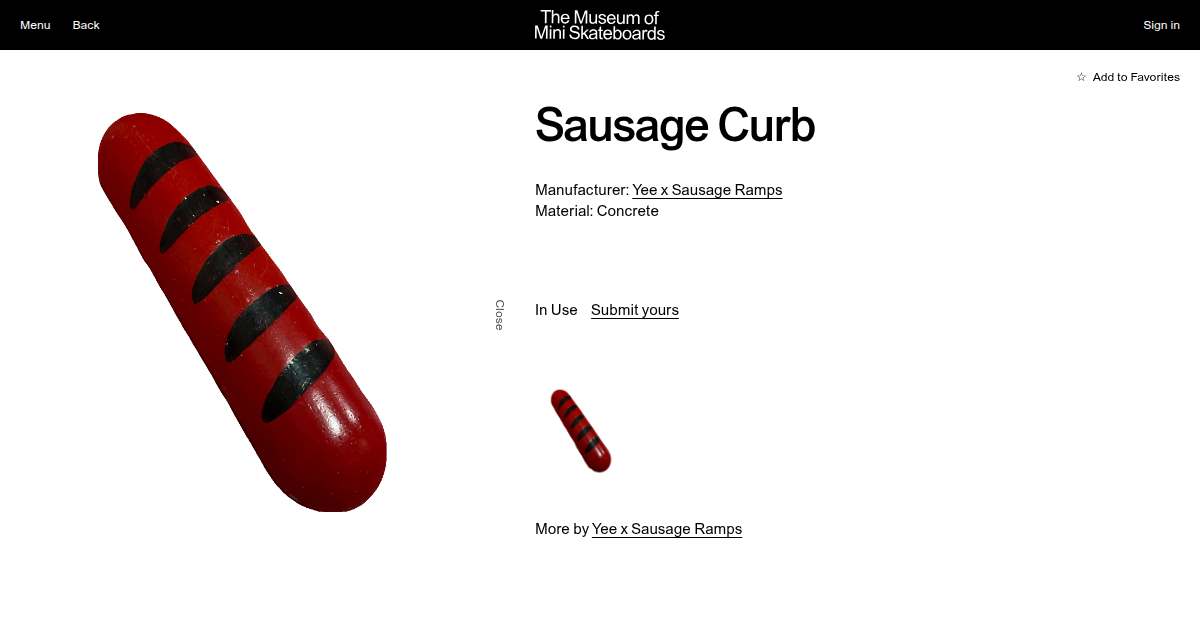 Menu
Back
The Museum of
Mini Skateboards
Sign in
☆ Add to Favorites
Sausage Curb
Manufacturer: Yee x Sausage Ramps
Material: Concrete
Close
In Use
Submit yours
More by Yee x Sausage Ramps